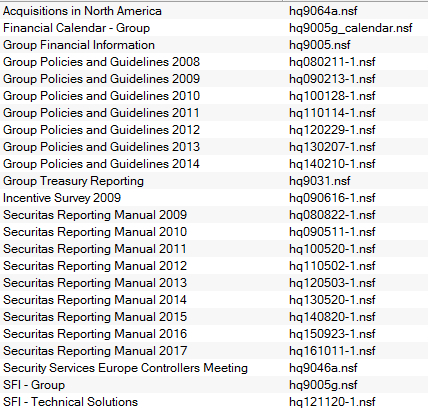 Acquisitions in North America hq9064a.nsf
Financial Calendar - Group hq9005g_calendar.nsf
Group Financial Information hq9005.nsf
Group Policies and Guidelines 2008 hq080211-1.nsf
Group Policies and Guidelines 2009 hq090213-1.nsf
Group Policies and Guidelines 2010 hq100128-1.nsf
Group Policies and Guidelines 2011 hq110114-1.nsf
Group Policies and Guidelines 2012 hq120229-1.nsf
Group Policies and Guidelines 2013 hq130207-1.nsf
Group Policies and Guidelines 2014 hq140210-1.nsf
Group Treasury Reporting hq9031.nsf
Incentive Survey 2009 hq090616-1.nsf
Securitas Reporting Manual 2009 hq080822-1.nsf
Securitas Reporting Manual 2010 hq090511-1.nsf
Securitas Reporting Manual 2011 hq100520-1.nsf
Securitas Reporting Manual 2012 hq110502-1.nsf
Securitas Reporting Manual 2013 hq120503-1.nsf
Securitas Reporting Manual 2014 hq130520-1.nsf
Securitas Reporting Manual 2015 hq140820-1.nsf
Securitas Reporting Manual 2016 hq150923-1.nsf
Securitas Reporting Manual 2017 hq161011-1.nsf
Security Services Europe Controllers Meeting hq9046a.nsf
SFI - Group hq9005g.nsf
SFI - Technical Solutions hq121120-1.nsf